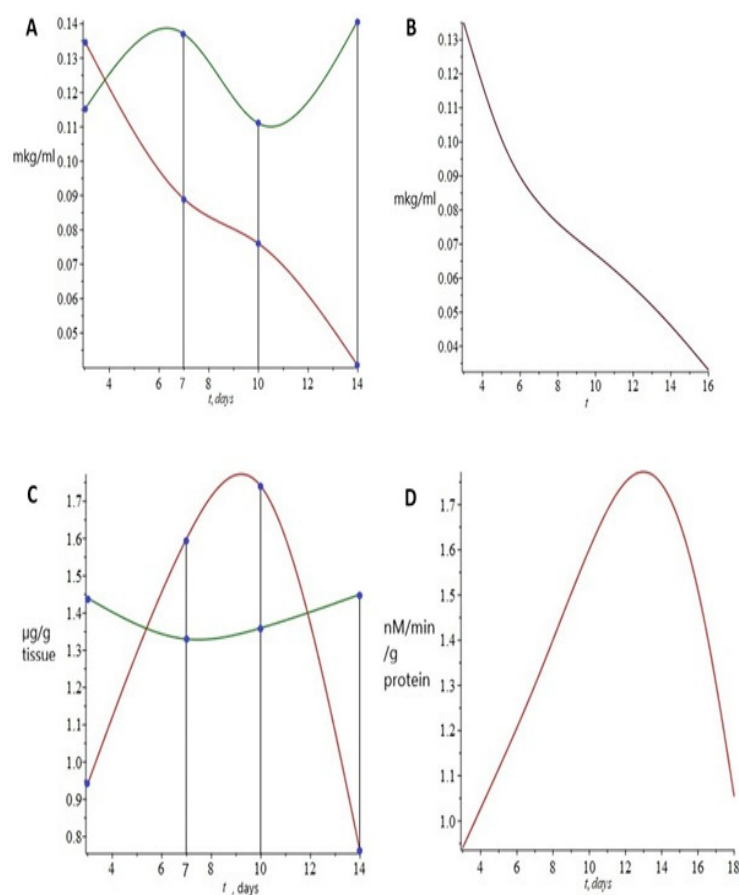 A
0.14
0.13
0.12
0.11
0.10
mkg/ml
0.09
0.08
0.07
0.06
0.05
4 6 7 8 10 12 14
t, days
B
0.13
0.12
0.11
0.10
0.09
mkg/ml
0.08
0.07
0.06
0.05
0.04
4 6 8 10 12 14 16
t
C
1.7
1.6
1.5
1.4
µg/g
tissue
1.3
1.2
1.1
1.0
0.9
0.8
4 6 7 8 10 12 14
t , days
D
1.7
1.6
1.5
1.4
nM/min
/g
protein
1.3
1.2
1.1
1.0
4 6 8 10 12 14 16 18
t, days